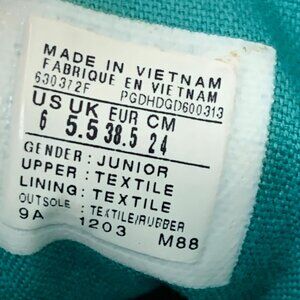 MADE IN VIETNAM
FABRIQUE EN VIETNAM
630372F PGDHDGD600313
US UK EUR CM
6 5.5 38.5 24
GENDER : JUNIOR
UPPER : TEXTILE
LINING : TEXTILE
OUTSOLE : TEXTILE/RUBBER
9A 1203 M88